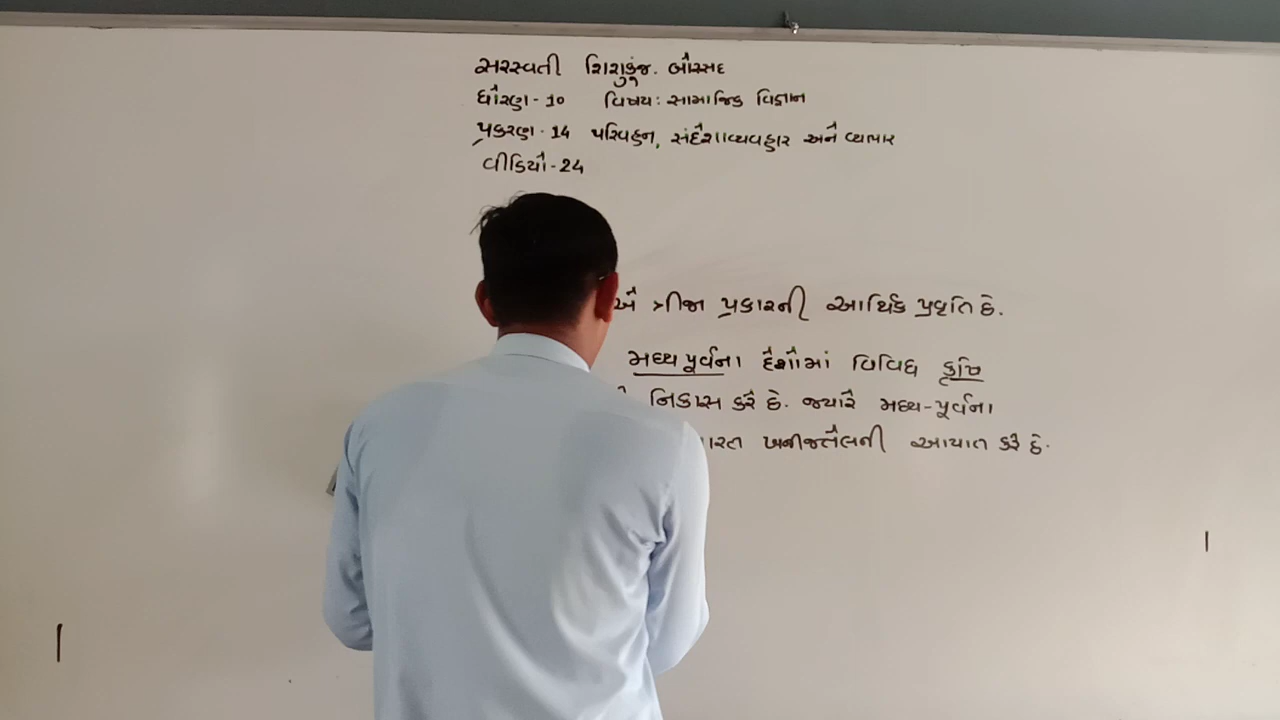 સરસ્વતી શિશુકુંજ. બોરસદ
ધોરણ - 10 વિષય: સામાજિક વિજ્ઞાન
પ્રકરણ - 14 પરિવહન, સંદેશાવ્યવહાર અને વ્યાપાર
વીડિયો - 24
એ ત્રીજા પ્રકારની આર્થિક પ્રવૃતિ છે.
મધ્ય પૂર્વના દેશોમાં વિવિધ કૃષિ
નિકાસ કરે છે. જ્યારે મધ્ય-પૂર્વના
ખનીજતેલની આયાત કરે છે.